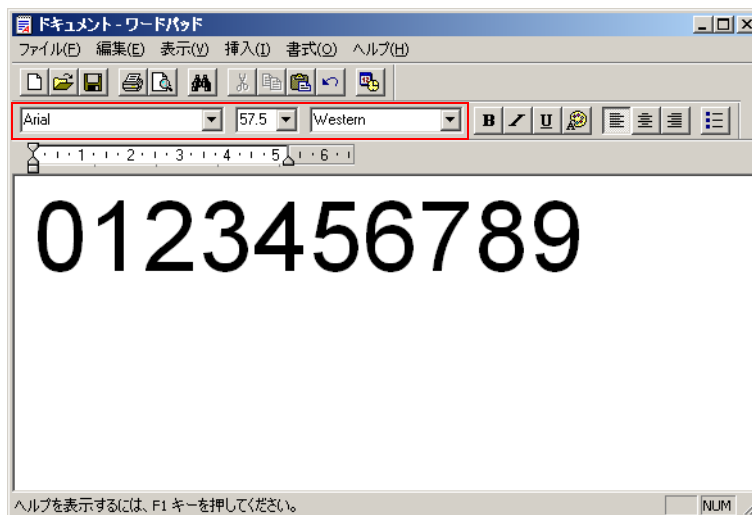 ドキュメント - ワードパッド
ファイル(F) 編集(E) 表示(V) 挿入(I) 書式(O) ヘルプ(H)
Arial 57.5 Western B I U
1 2 3 4 5 6
0123456789
ヘルプを表示するには、F1 キーを押してください。 NUM